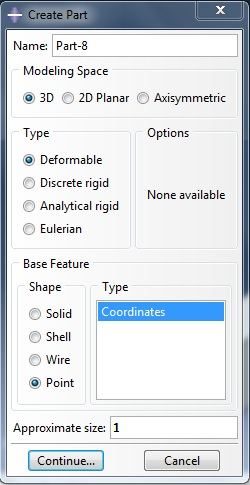 Create Part
Name: Part-8
Modeling Space
3D 2D Planar Axisymmetric
Type Options
Deformable
Discrete rigid
Analytical rigid
Eulerian
None available
Base Feature
Shape Type
Solid
Shell
Wire
Point
Coordinates
Approximate size: 1
Continue... Cancel